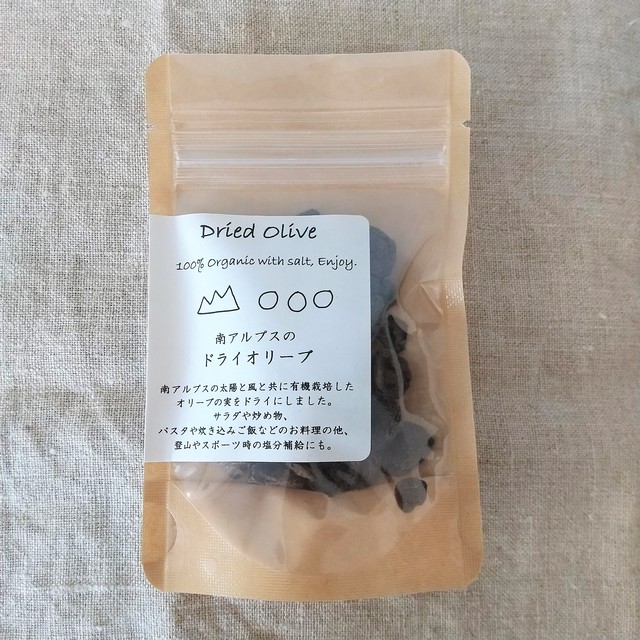 Dried Olive
100% Organic with salt, Enjoy.
南アルプスの
ドライオリーブ
南アルプスの太陽と風と共に有機栽培した
オリーブの実をドライにしました。
サラダや炒め物、
パスタや炊き込みご飯などのお料理の他、
登山やスポーツ時の塩分補給にも。